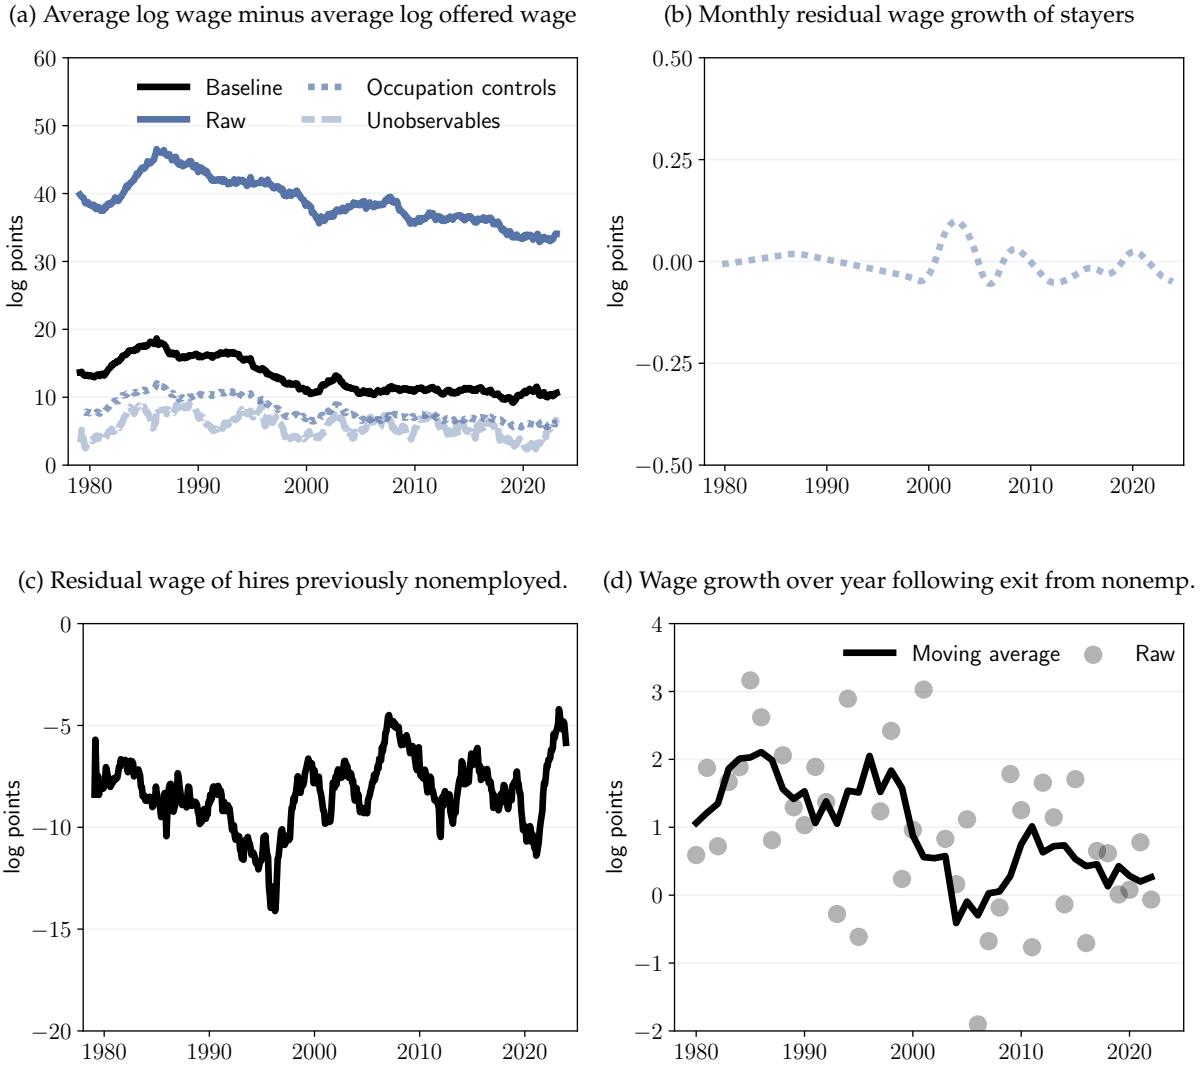 (a) Average log wage minus average log offered wage
60
50
40
30
20
10
0
log points
Baseline
Raw
Occupation controls
Unobservables
1980 1990 2000 2010 2020
(b) Monthly residual wage growth of stayers
0.50
0.25
0.00
−0.25
−0.50
log points
1980 1990 2000 2010 2020
(c) Residual wage of hires previously nonemployed.
0
−5
−10
−15
−20
log points
1980 1990 2000 2010 2020
(d) Wage growth over year following exit from nonemp.
4
3
2
1
0
−1
−2
log points
Moving average
Raw
1980 1990 2000 2010 2020